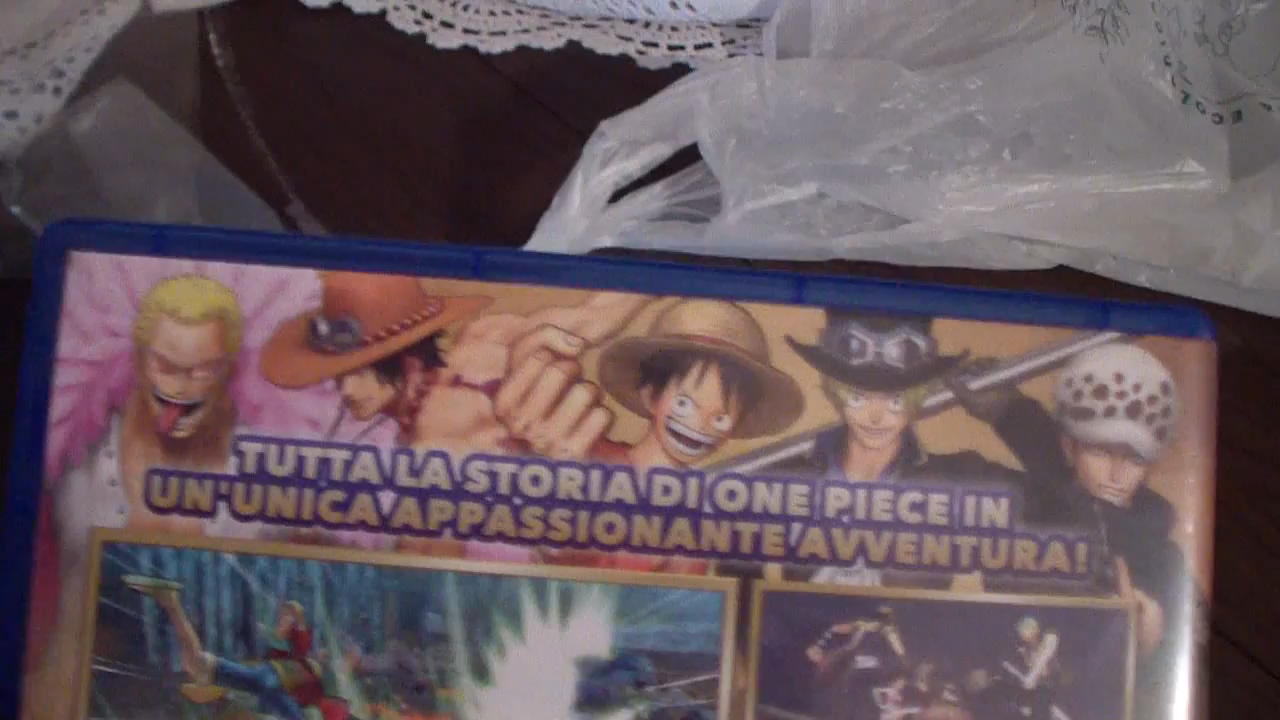 TUTTA LA STORIA DI ONE PIECE IN
UN'UNICA APPASSIONANTE AVVENTURA!